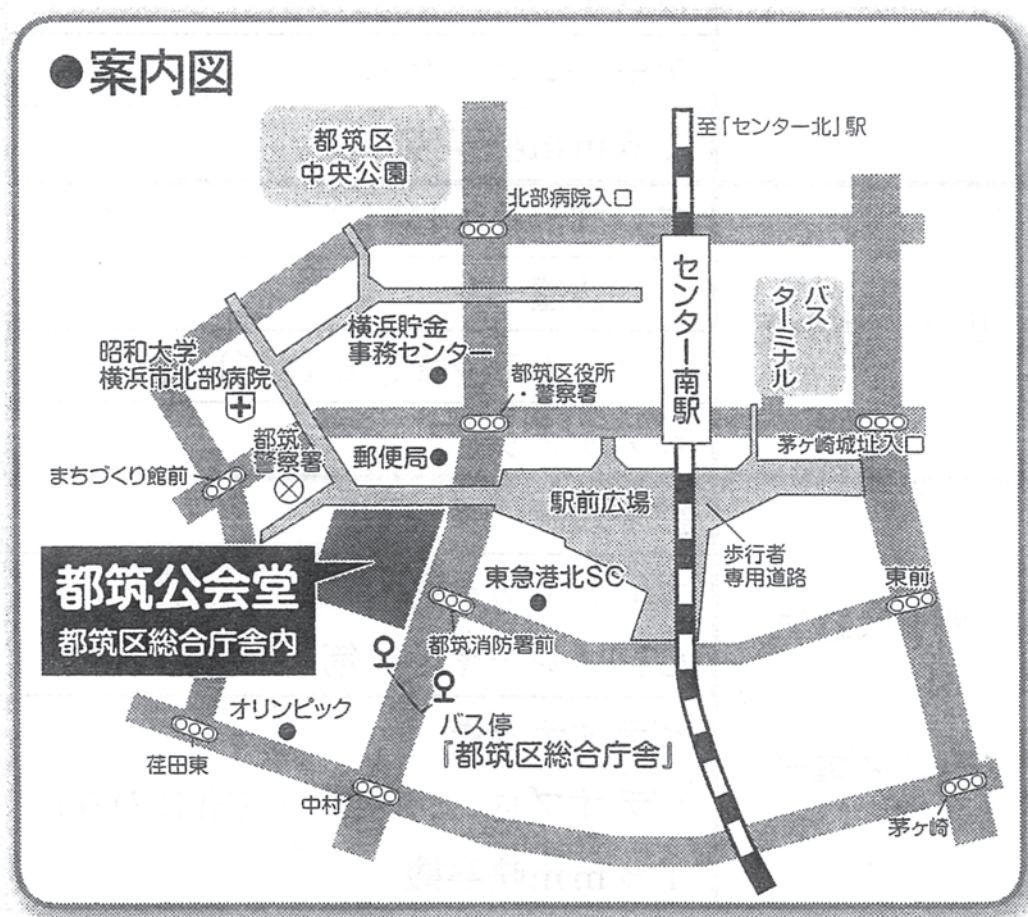 ●案内図
都筑区
中央公園
至「センター北」駅
北部病院入口
センター南駅
バス
ターミナル
横浜貯金
事務センター
昭和大学
横浜市北部病院
都筑区役所
・警察署
茅ヶ崎城址入口
都筑
警察署
郵便局
まちづくり館前
駅前広場
歩行者
専用道路
都筑公会堂
都筑区総合庁舎内
東急港北SC
東前
都筑消防署前
オリンピック
バス停
『都筑区総合庁舎』
荏田東
中村
茅ヶ崎